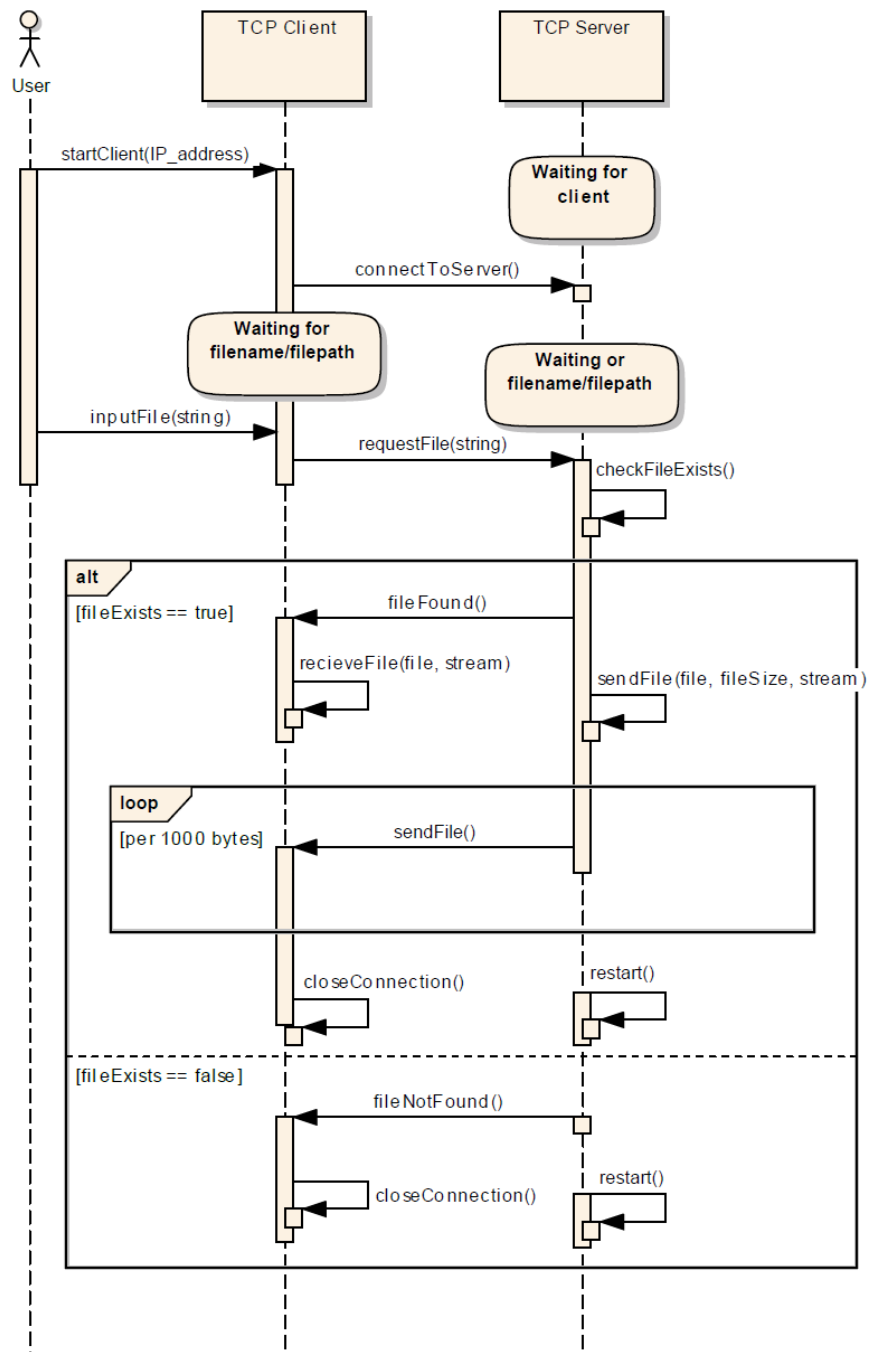 TCP Client
TCP Server
User
startClient(IP_address)
Waiting for
client
connectToServer()
Waiting for
filename/filepath
Waiting or
filename/filepath
inputFile(string)
requestFile(string)
checkFileExists()
alt
[fileExists == true]
fileFound()
recieveFile(file, stream)
sendFile(file, fileSize, stream)
loop
[per 1000 bytes]
sendFile()
closeConnection()
restart()
[fileExists == false]
fileNotFound()
closeConnection()
restart()